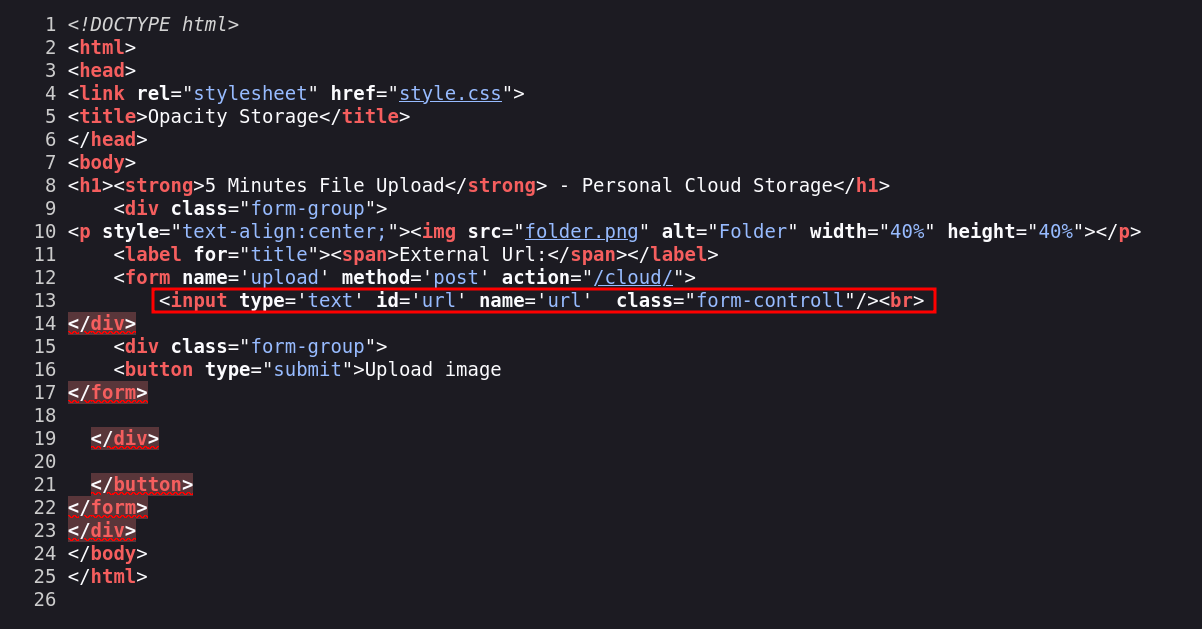 1 <!DOCTYPE html>
2 <html>
3 <head>
4 <link rel="stylesheet" href="style.css">
5 <title>Opacity Storage</title>
6 </head>
7 <body>
8 <h1><strong>5 Minutes File Upload</strong> - Personal Cloud Storage</h1>
9     <div class="form-group">
10 <p style="text-align:center;"><img src="folder.png" alt="Folder" width="40%" height="40%"></p>
11     <label for="title"><span>External Url:</span></label>
12     <form name='upload' method='post' action="/cloud/">
13         <input type='text' id='url' name='url'  class="form-controll"/><br>
14 </div>
15     <div class="form-group">
16     <button type="submit">Upload image
17 </form>
18
19   </div>
20
21   </button>
22 </form>
23 </div>
24 </body>
25 </html>
26